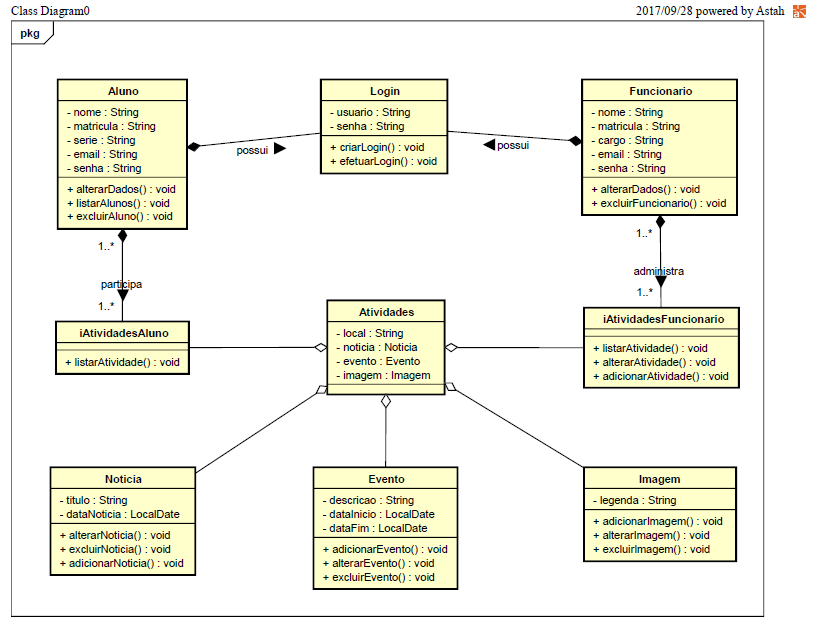 Class Diagram0
2017/09/28 powered by Astah
pkg
Aluno
- nome : String
- matricula : String
- serie : String
- email : String
- senha : String
+ alterarDados() : void
+ listarAlunos() : void
+ excluirAluno() : void
possui
Login
- usuario : String
- senha : String
+ criarLogin() : void
+ efetuarLogin() : void
possui
Funcionario
- nome : String
- matricula : String
- cargo : String
- email : String
- senha : String
+ alterarDados() : void
+ excluirFuncionario() : void
1..*
participa
1..*
1..*
administra
1..*
iAtividadesAluno
+ listarAtividade() : void
Atividades
- local : String
- noticia : Noticia
- evento : Evento
- imagem : Imagem
iAtividadesFuncionario
+ listarAtividade() : void
+ alterarAtividade() : void
+ adicionarAtividade() : void
Noticia
- titulo : String
- dataNoticia : LocalDate
+ alterarNoticia() : void
+ excluirNoticia() : void
+ adicionarNoticia() : void
Evento
- descricao : String
- dataInicio : LocalDate
- dataFim : LocalDate
+ adicionarEvento() : void
+ alterarEvento() : void
+ excluirEvento() : void
Imagem
- legenda : String
+ adicionarImagem() : void
+ alterarImagem() : void
+ excluirImagem() : void